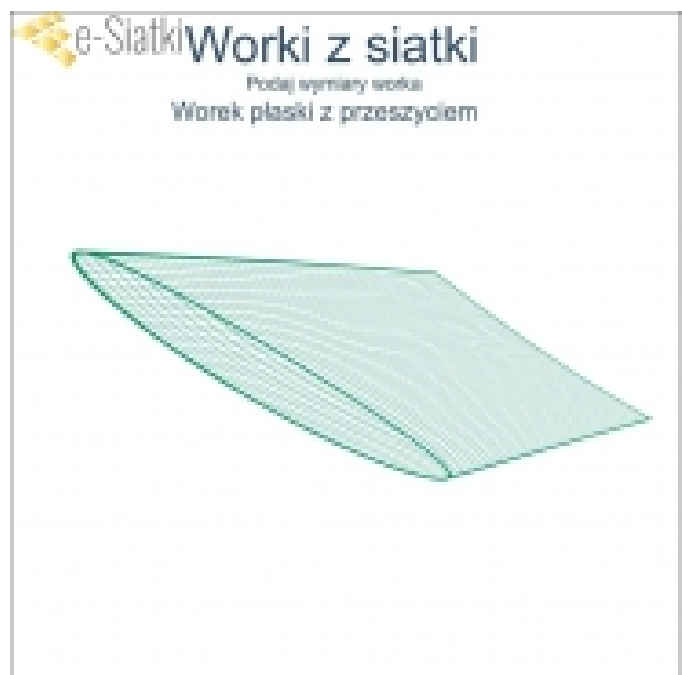 e-Siatki
Worki z siatki
Podaj wymiary worka
Worek płaski z przeszyciem